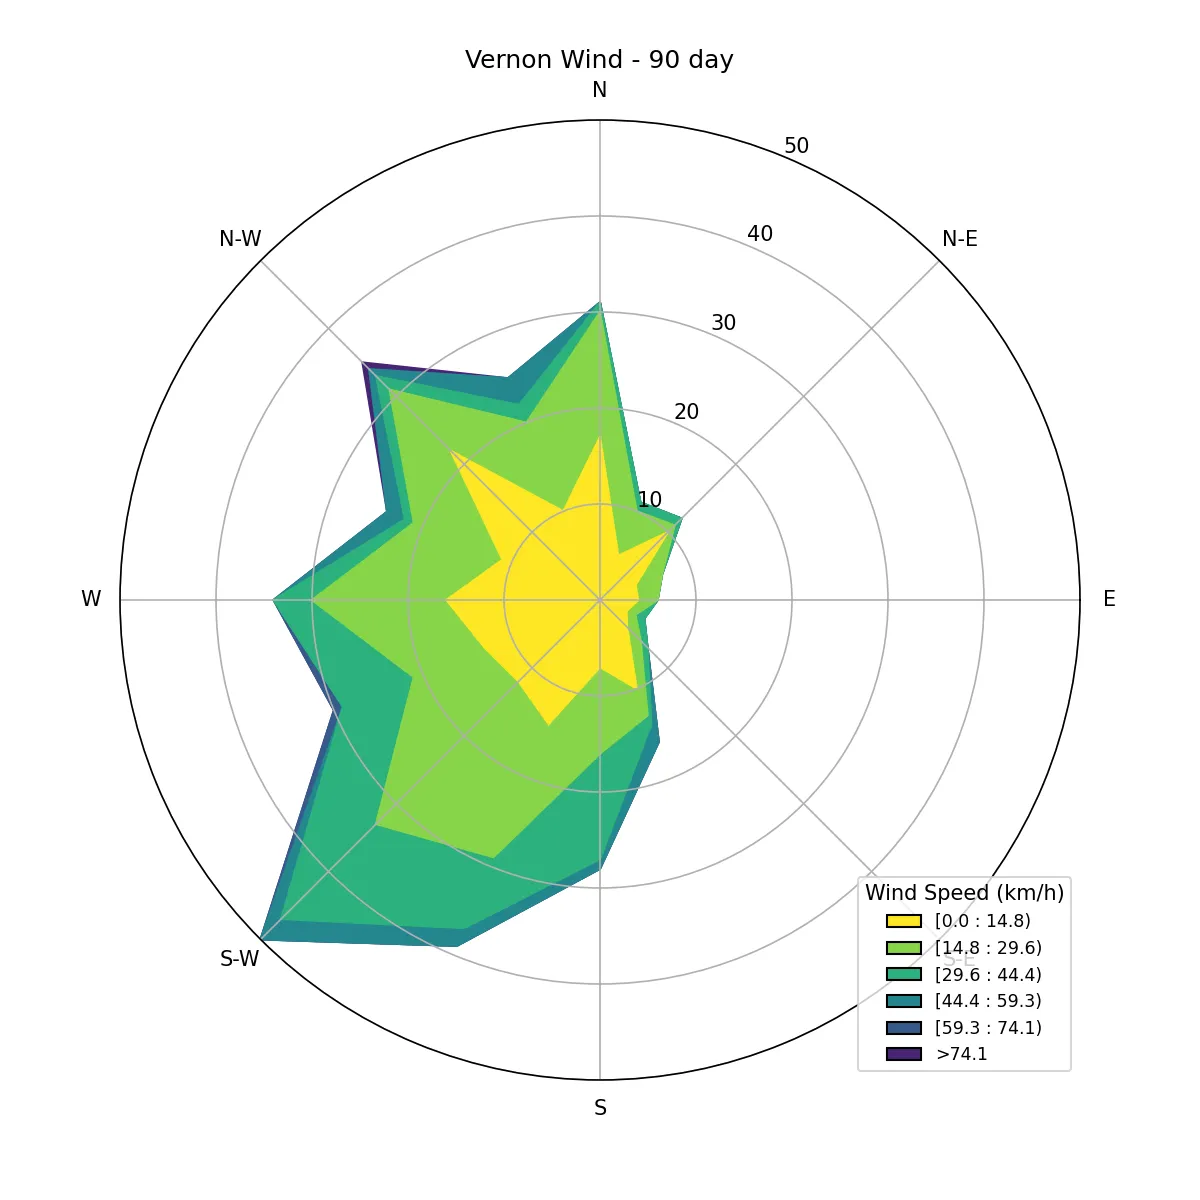 Vernon Wind - 90 day
N
50
N-W
N-E
40
30
20
10
W
E
Wind Speed (km/h)
[0.0 : 14.8)
[14.8 : 29.6)
S-W
S-E
[29.6 : 44.4)
[44.4 : 59.3)
[59.3 : 74.1)
>74.1
S